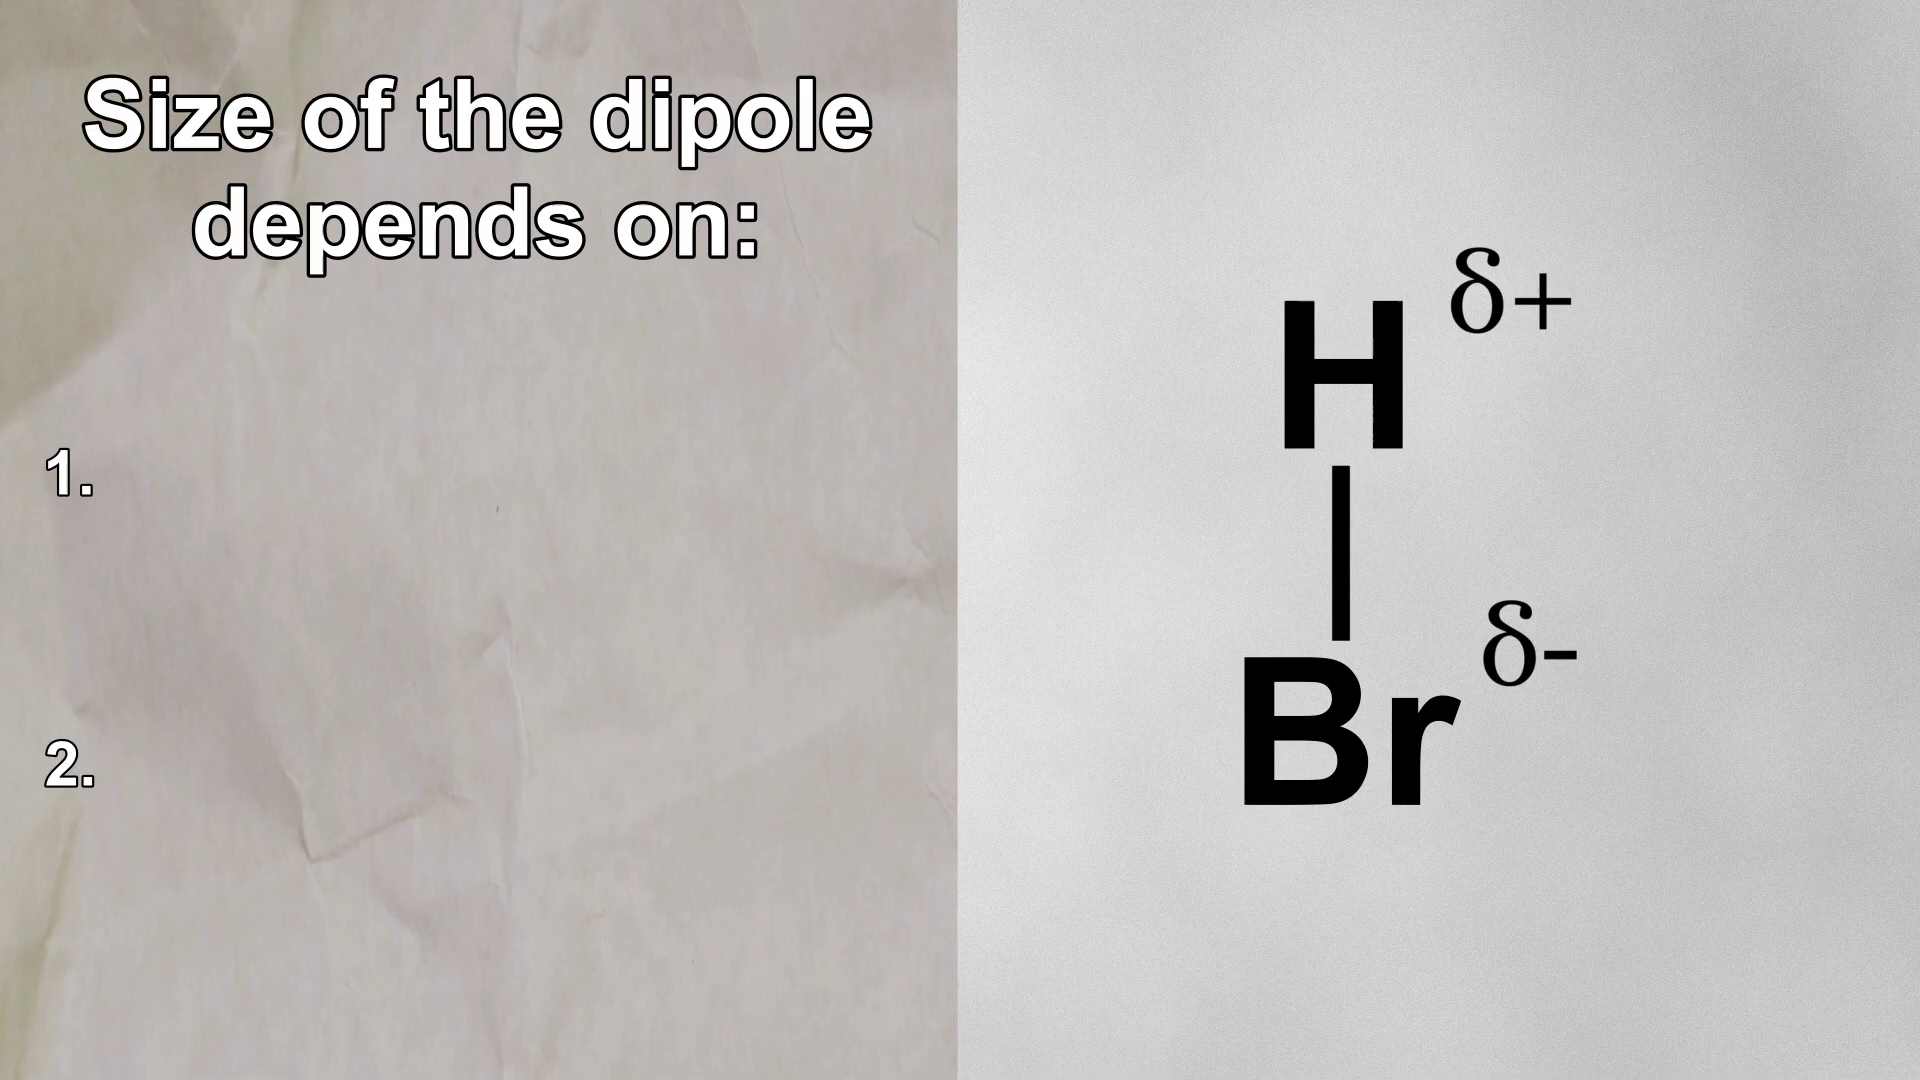 Size of the dipole
depends on:
1.
2.
H δ+
Br δ-